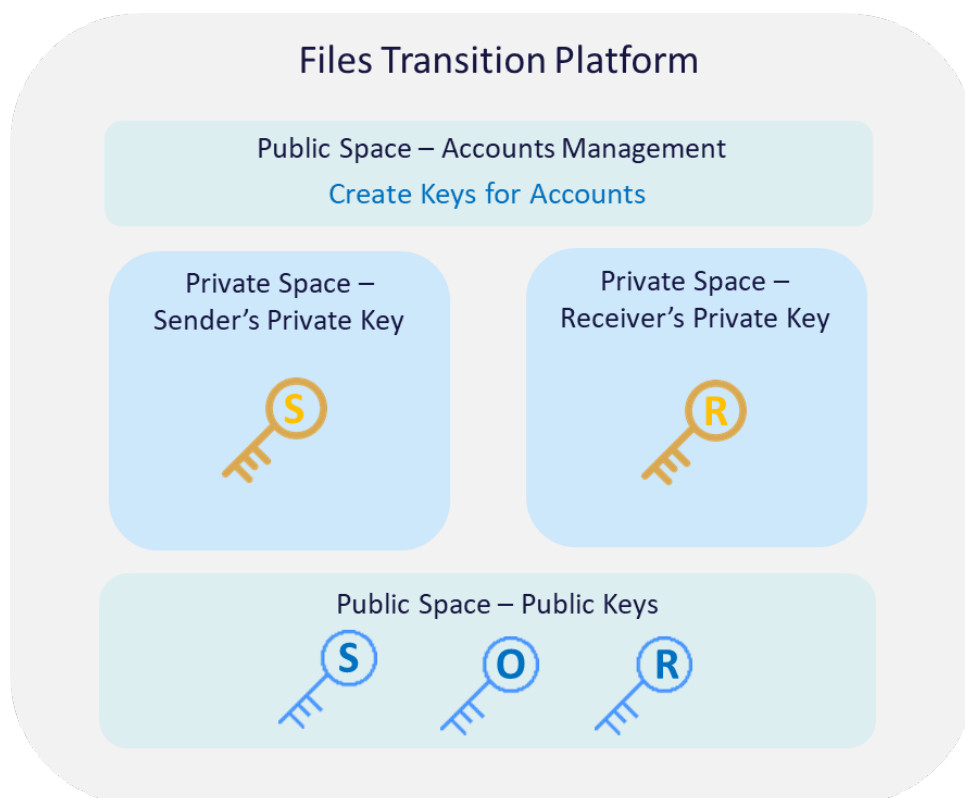 Files Transition Platform
Public Space – Accounts Management
Create Keys for Accounts
Private Space –
Sender's Private Key
S
Private Space –
Receiver's Private Key
R
Public Space – Public Keys
S O R